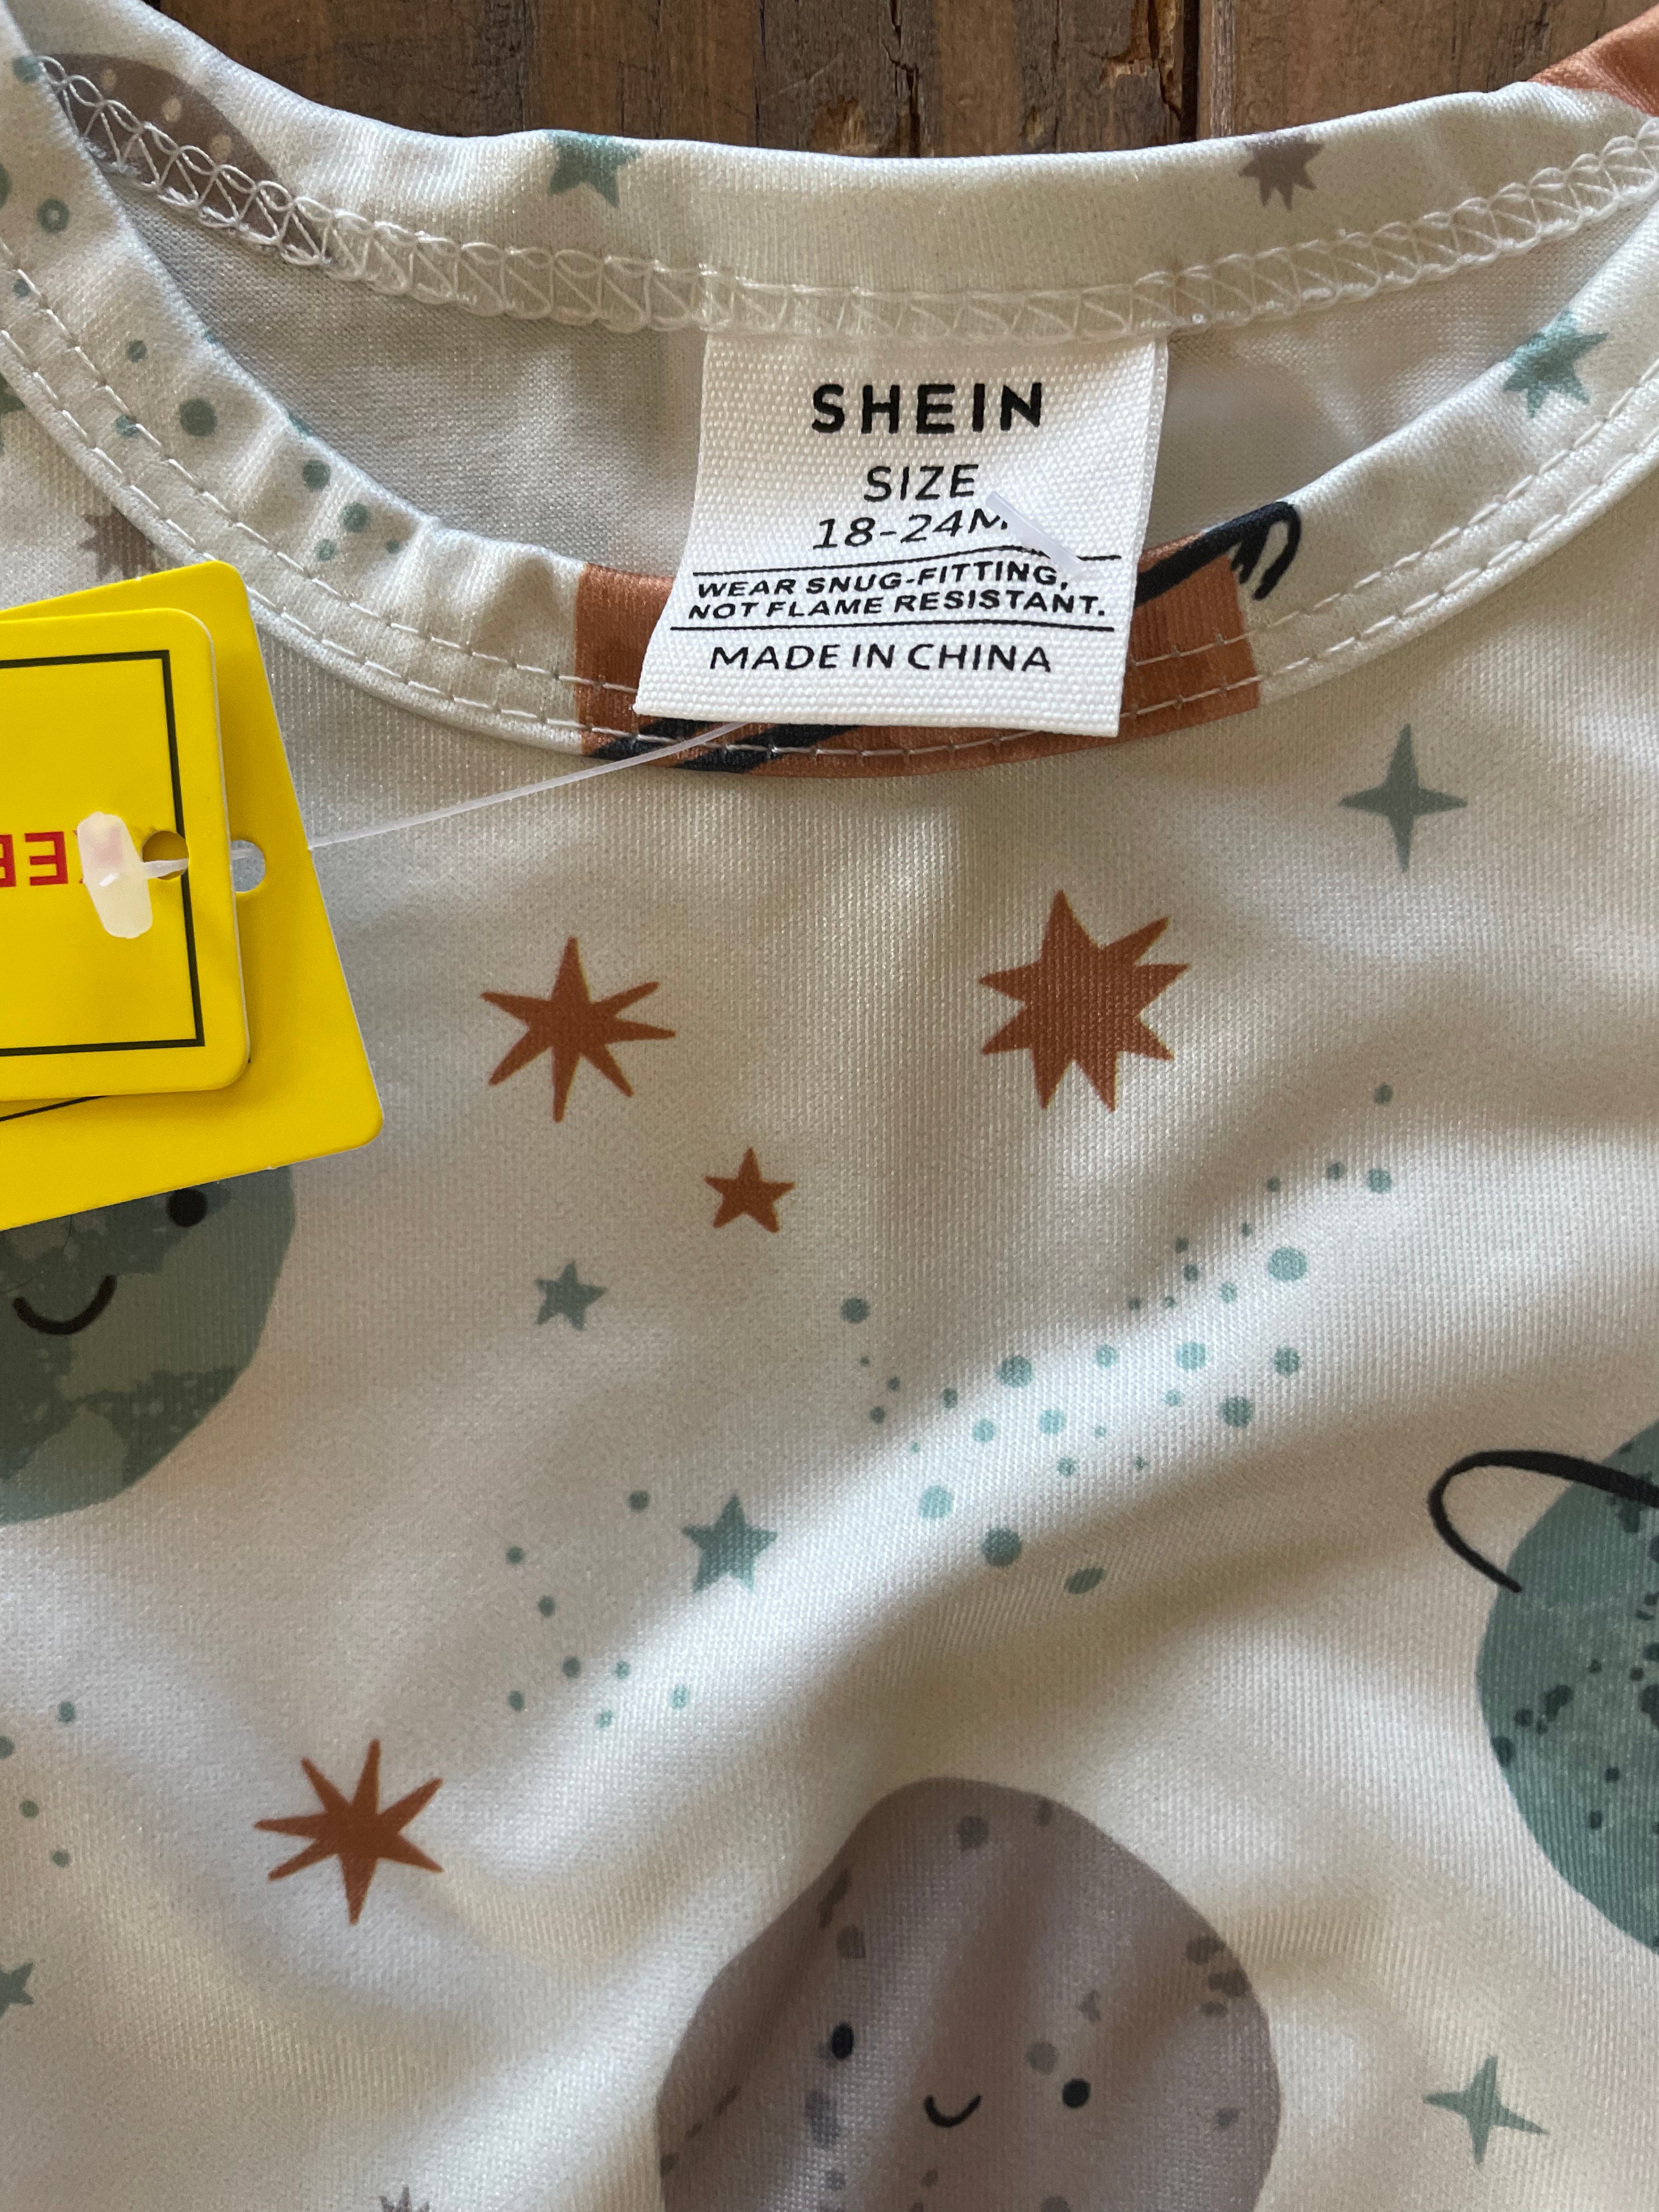 SHEIN
SIZE
18-24M
WEAR SNUG-FITTING,
NOT FLAME RESISTANT.
MADE IN CHINA